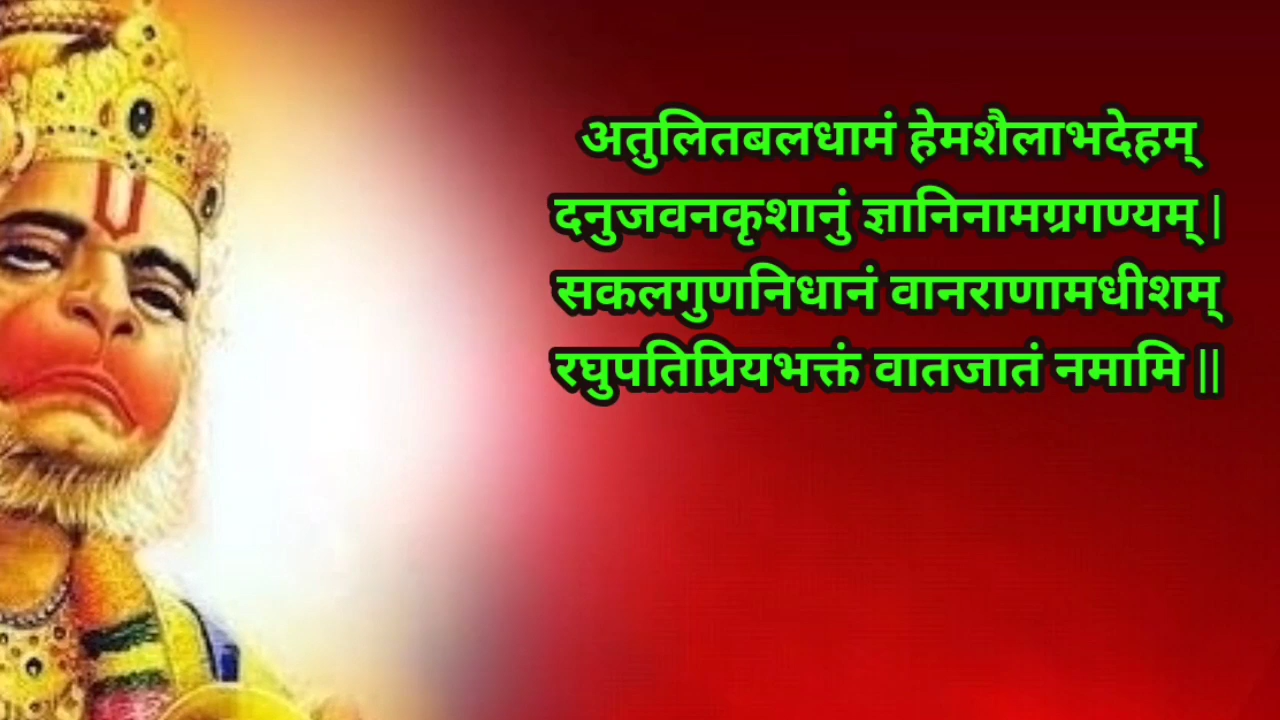 अतुलितबलधामं हेमशैलाभदेहम्
दनुजवनकृशानुं ज्ञानिनामग्रगण्यम् |
सकलगुणनिधानं वानराणामधीशम्
रघुपतिप्रियभक्तं वातजातं नमामि ||